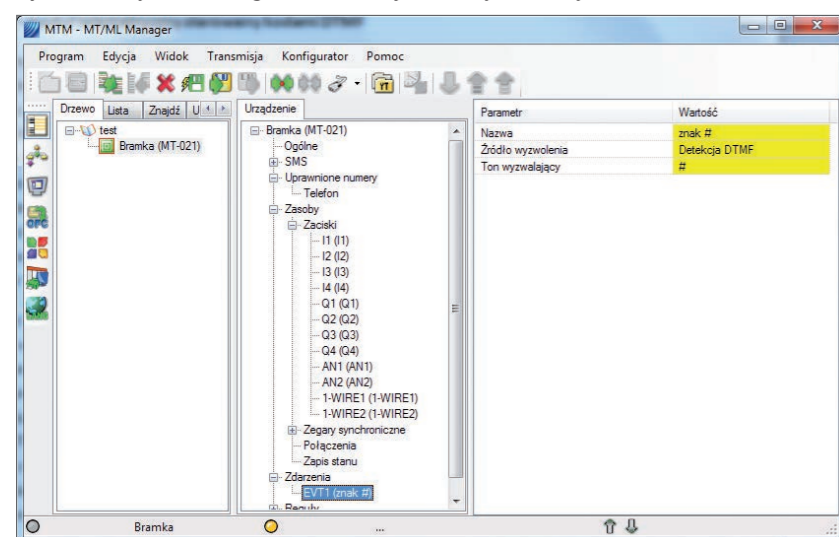 MTM - MT/ML Manager
Program Edycja Widok Transmisja Konfigurator Pomoc
Drzewo Lista Znajdź U
test
Bramka (MT-021)
OPC
Urządzenie
Bramka (MT-021)
Ogólne
SMS
Uprawnione numery
Telefon
Zasoby
Zaciski
I1 (I1)
I2 (I2)
I3 (I3)
I4 (I4)
Q1 (Q1)
Q2 (Q2)
Q3 (Q3)
Q4 (Q4)
AN1 (AN1)
AN2 (AN2)
1-WIRE1 (1-WIRE1)
1-WIRE2 (1-WIRE2)
Zegary synchroniczne
Połączenia
Zapis stanu
Zdarzenia
EVT1 (znak #)
Reguły
Parametr Wartość
Nazwa znak #
Źródło wyzwolenia Detekcja DTMF
Ton wyzwalający #
Bramka ...